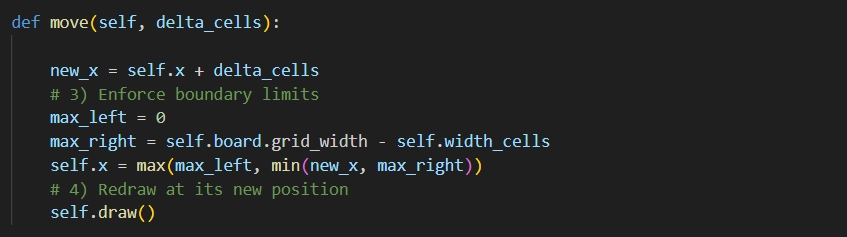 def move(self, delta_cells):
new_x = self.x + delta_cells
# 3) Enforce boundary limits
max_left = 0
max_right = self.board.grid_width - self.width_cells
self.x = max(max_left, min(new_x, max_right))
# 4) Redraw at its new position
self.draw()